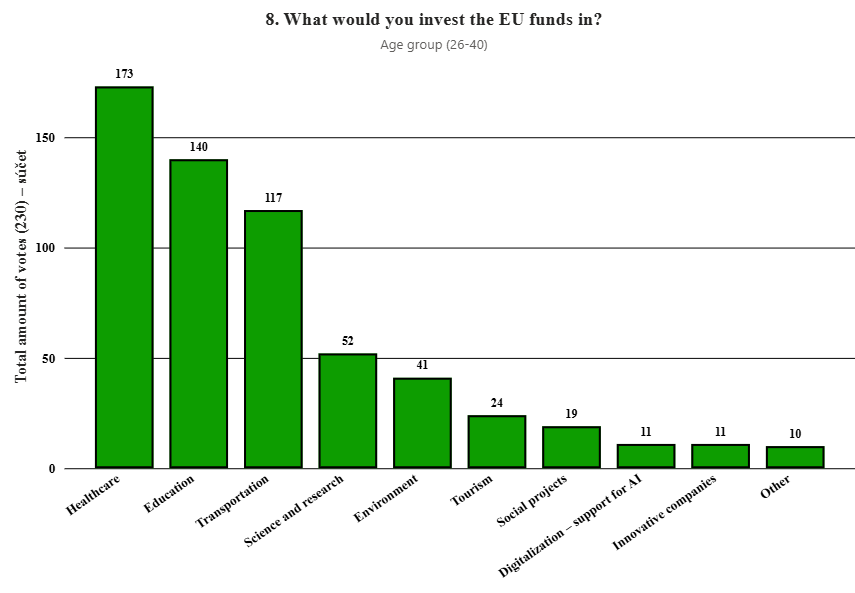 8. What would you invest the EU funds in?
Age group (26-40)
Total amount of votes (230) – súčet
150
100
50
0
173
140
117
52
41
24
19
11
11
10
Healthcare
Education
Transportation
Science and research
Environment
Tourism
Social projects
Digitalization – support for AI
Innovative companies
Other